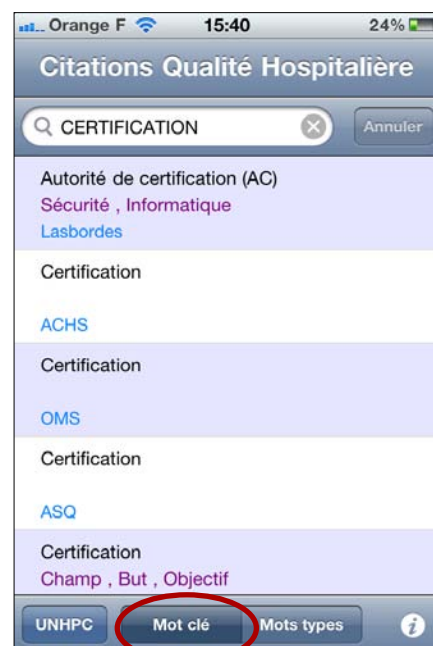 Orange F 15:40 24%
Citations Qualité Hospitalière
CERTIFICATION Annuler
Autorité de certification (AC)
Sécurité , Informatique
Lasbordes
Certification
ACHS
Certification
OMS
Certification
ASQ
Certification
Champ , But , Objectif
UNHPC Mot clé Mots types i